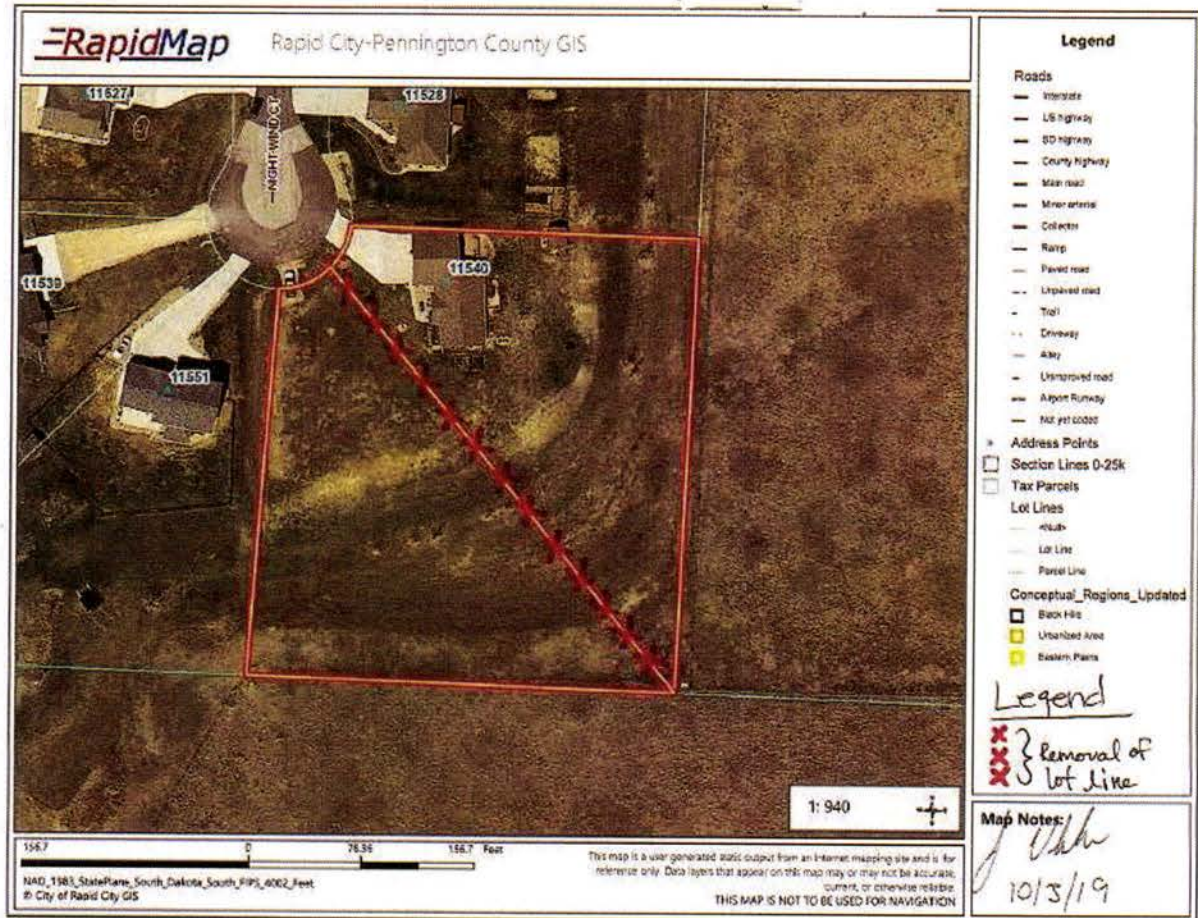 RapidMap
Rapid City-Pennington County GIS
11527
11528
NIGHT WIND CT
11539
11540
11551
1: 940
156.7
0
78.35
156.7 Feet
NAD_1983_StatePlane_South_Dakota_South_FIPS_4002_Feet
© City of Rapid City GIS
This map is a user generated static output from an Internet mapping site and is for
reference only. Data layers that appear on this map may or may not be accurate,
current, or otherwise reliable.
THIS MAP IS NOT TO BE USED FOR NAVIGATION
Legend
Roads
Interstate
US highway
SD highway
County highway
Main road
Minor arterial
Collector
Ramp
Paved road
Unpaved road
Trail
Driveway
Alley
Unimproved road
Airport Runway
Not yet coded
Address Points
Section Lines 0-25k
Tax Parcels
Lot Lines
<Null>
Lot Line
Parcel Line
Conceptual_Regions_Updated
Black Hills
Urbanized Area
Eastern Plains
Legend
XXX } Removal of
lot line
Map Notes:
10/3/19